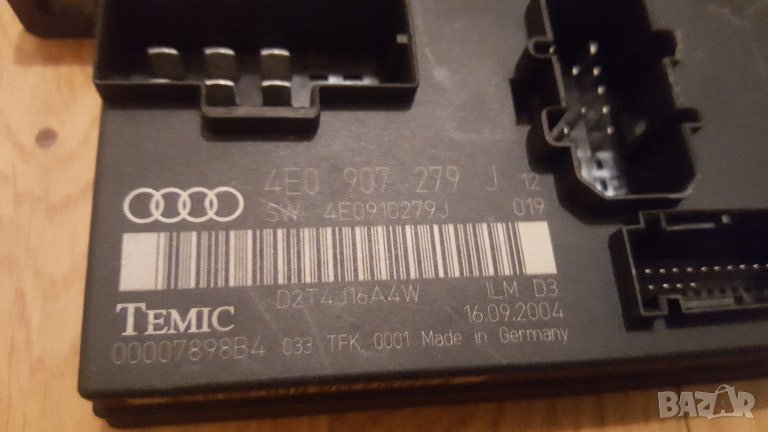 4E0 907 279 J 12
SW 4E0910279J 019
D2T4J16A4W ILM D3
TEMIC 16.09.2004
00007898B4 033 TFK 0001 Made in Germany
BAZAR